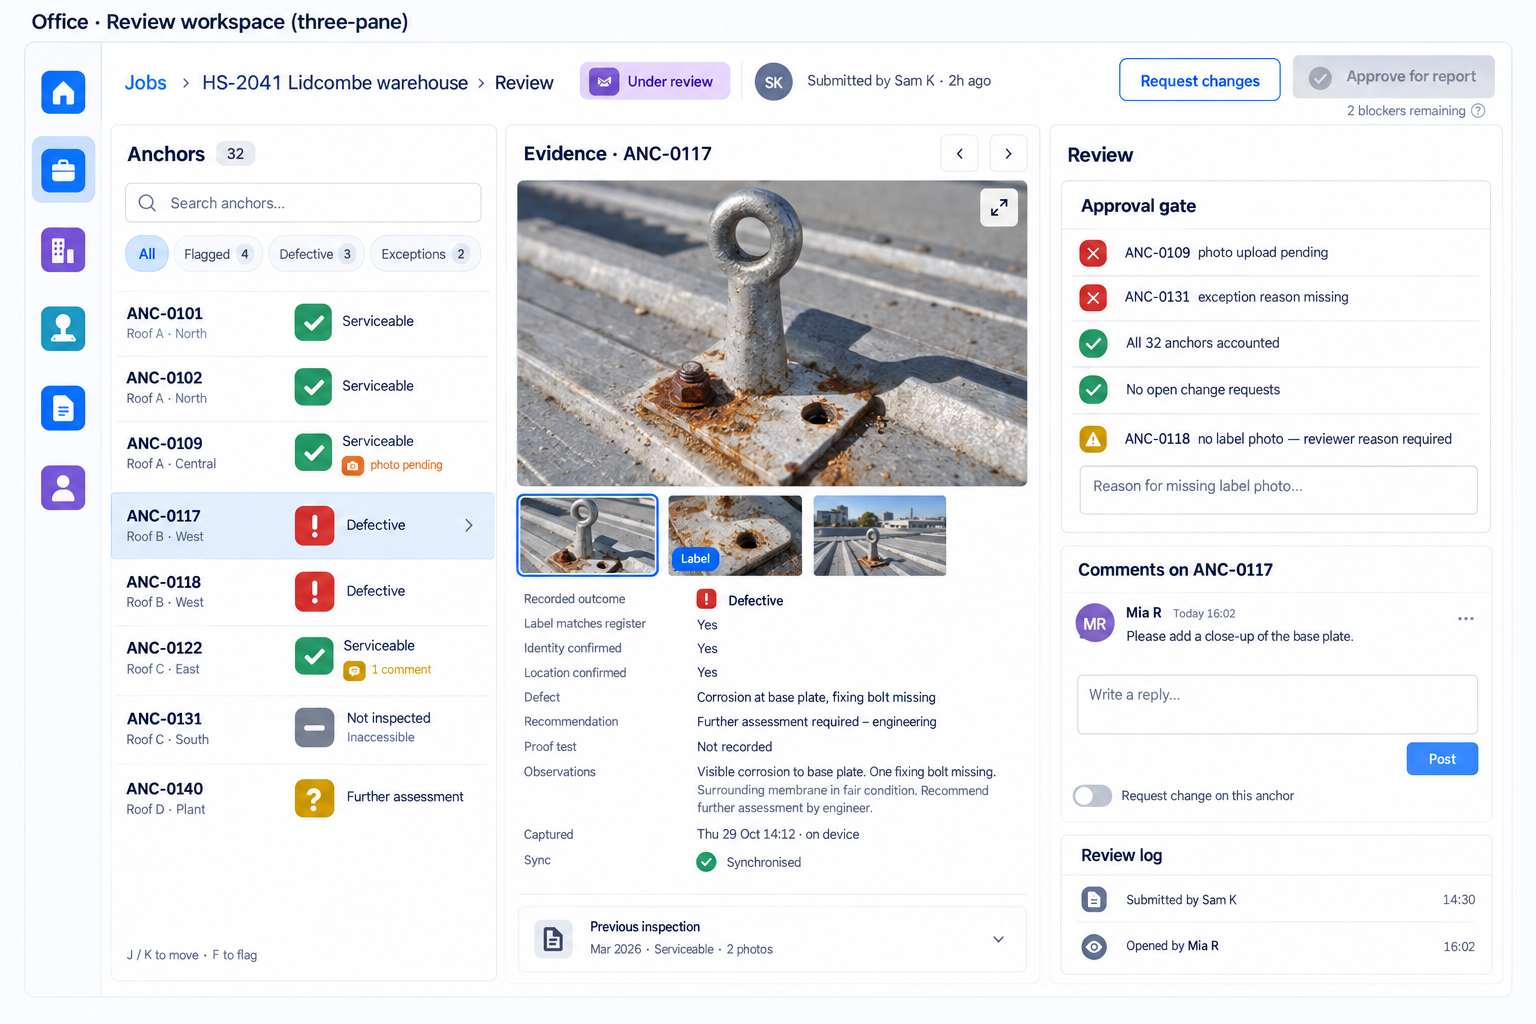 Office · Review workspace (three-pane)
Jobs › HS-2041 Lidcombe warehouse › Review
Under review
SK
Submitted by Sam K · 2h ago
Request changes
Approve for report
2 blockers remaining ?
Anchors 32
Search anchors...
All
Flagged 4
Defective 3
Exceptions 2
ANC-0101
Roof A · North
Serviceable
ANC-0102
Roof A · North
Serviceable
ANC-0109
Roof A · Central
Serviceable
photo pending
ANC-0117
Roof B · West
! Defective
ANC-0118
Roof B · West
! Defective
ANC-0122
Roof C · East
Serviceable
1 comment
ANC-0131
Roof C · South
Not inspected
Inaccessible
ANC-0140
Roof D · Plant
? Further assessment
J / K to move · F to flag
Evidence · ANC-0117
Label
Recorded outcome ! Defective
Label matches register Yes
Identity confirmed Yes
Location confirmed Yes
Defect Corrosion at base plate, fixing bolt missing
Recommendation Further assessment required – engineering
Proof test Not recorded
Observations Visible corrosion to base plate. One fixing bolt missing.
Surrounding membrane in fair condition. Recommend
further assessment by engineer.
Captured Thu 29 Oct 14:12 · on device
Sync Synchronised
Previous inspection
Mar 2026 · Serviceable · 2 photos
Review
Approval gate
ANC-0109 photo upload pending
ANC-0131 exception reason missing
All 32 anchors accounted
No open change requests
ANC-0118 no label photo — reviewer reason required
Reason for missing label photo...
Comments on ANC-0117
MR
Mia R Today 16:02
Please add a close-up of the base plate.
Write a reply...
Post
Request change on this anchor
Review log
Submitted by Sam K 14:30
Opened by Mia R 16:02